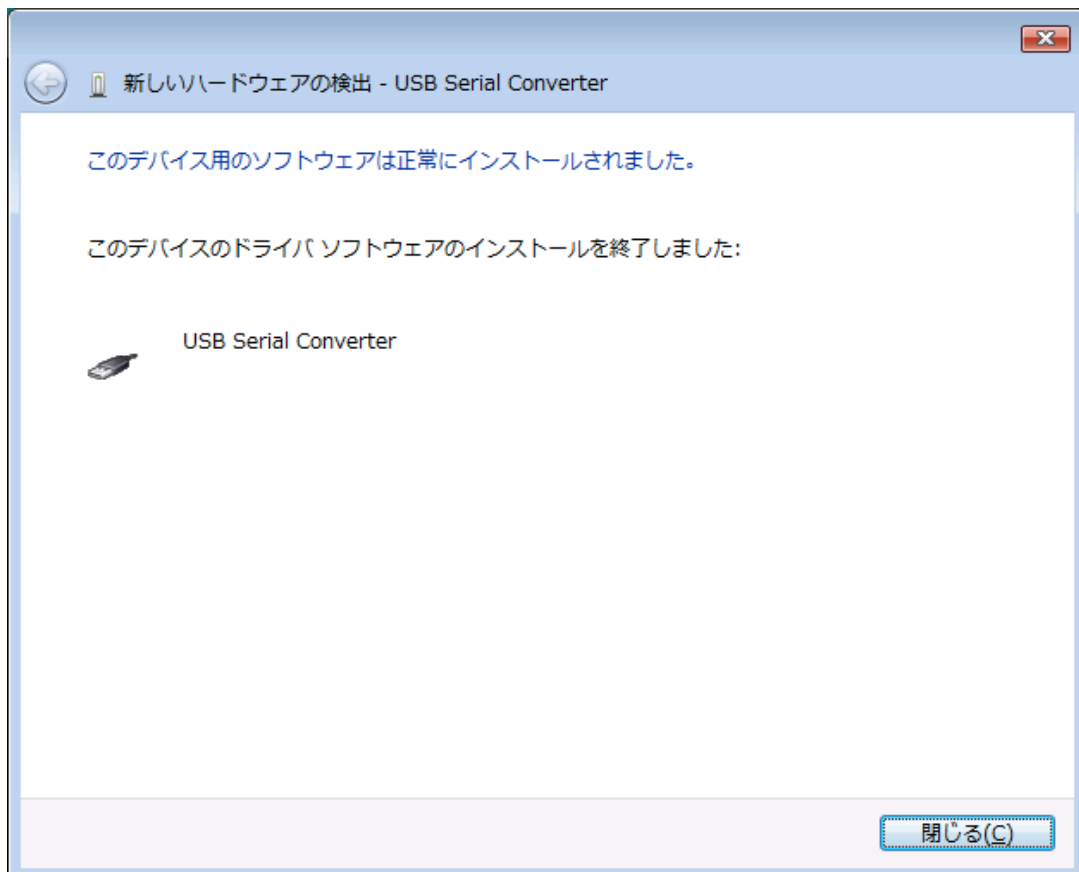 新しいハードウェアの検出 - USB Serial Converter
このデバイス用のソフトウェアは正常にインストールされました。
このデバイスのドライバ ソフトウェアのインストールを終了しました:
USB Serial Converter
閉じる(C)